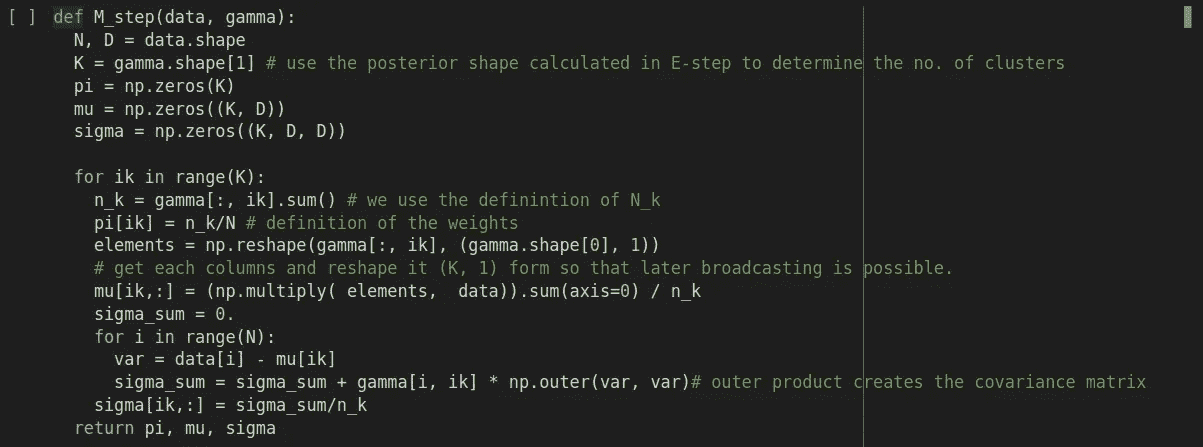 [ ] def M_step(data, gamma):
N, D = data.shape
K = gamma.shape[1] # use the posterior shape calculated in E-step to determine the no. of clusters
pi = np.zeros(K)
mu = np.zeros((K, D))
sigma = np.zeros((K, D, D))
for ik in range(K):
n_k = gamma[:, ik].sum() # we use the definintion of N_k
pi[ik] = n_k/N # definition of the weights
elements = np.reshape(gamma[:, ik], (gamma.shape[0], 1))
# get each columns and reshape it (K, 1) form so that later broadcasting is possible.
mu[ik,:] = (np.multiply( elements,  data)).sum(axis=0) / n_k
sigma_sum = 0.
for i in range(N):
var = data[i] - mu[ik]
sigma_sum = sigma_sum + gamma[i, ik] * np.outer(var, var)# outer product creates the covariance matrix
sigma[ik,:] = sigma_sum/n_k
return pi, mu, sigma